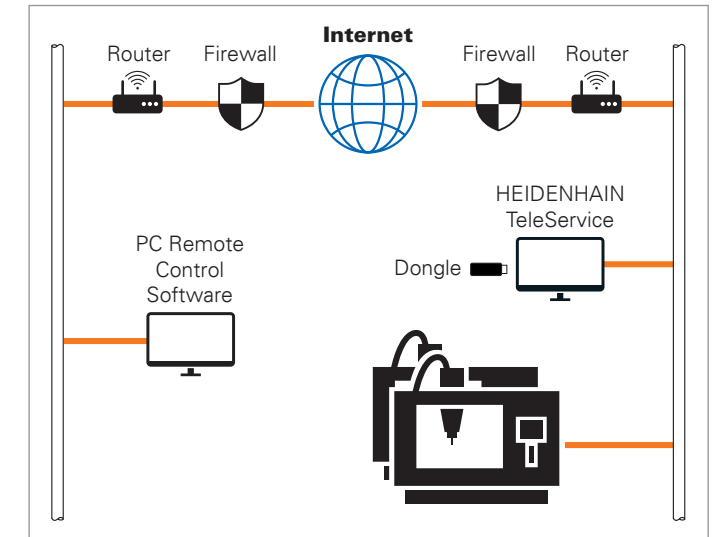 Internet
Router
Firewall
Firewall
Router
HEIDENHAIN
TeleService
PC Remote
Control
Software
Dongle